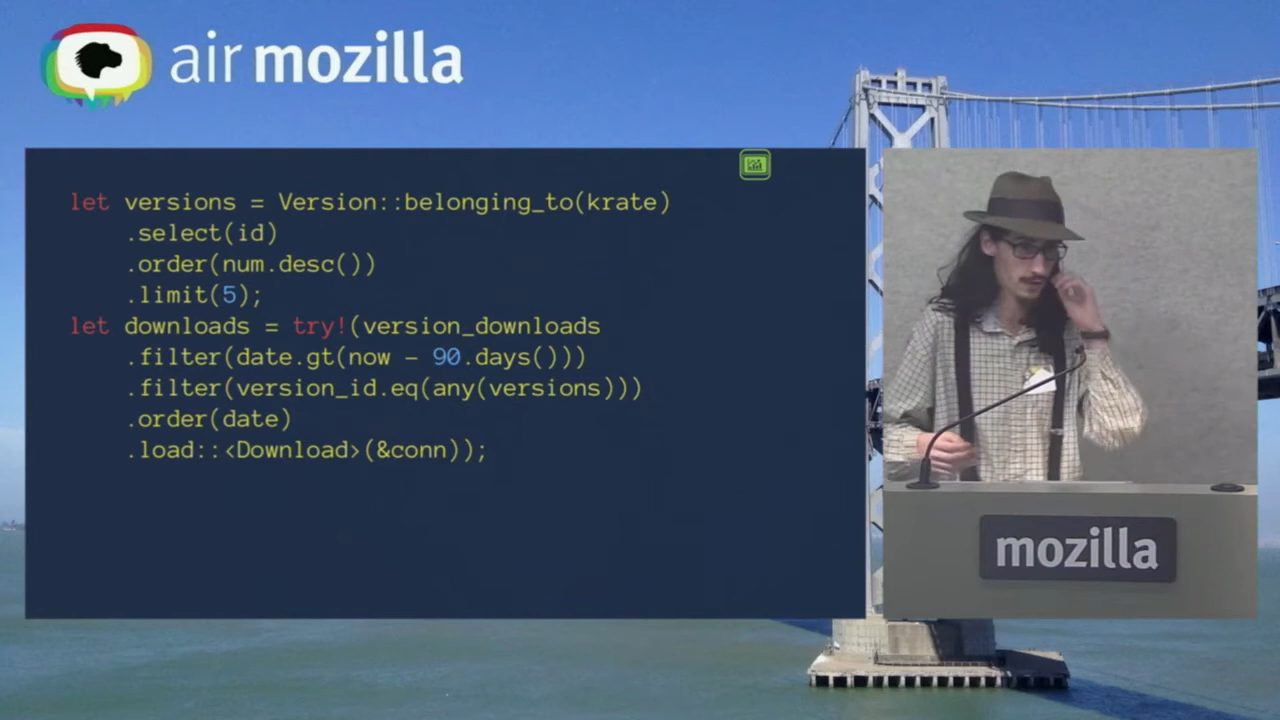 air mozilla
let versions = Version::belonging_to(krate)
    .select(id)
    .order(num.desc())
    .limit(5);
let downloads = try!(version_downloads
    .filter(date.gt(now - 90.days()))
    .filter(version_id.eq(any(versions)))
    .order(date)
    .load::<Download>(&conn));
mozilla